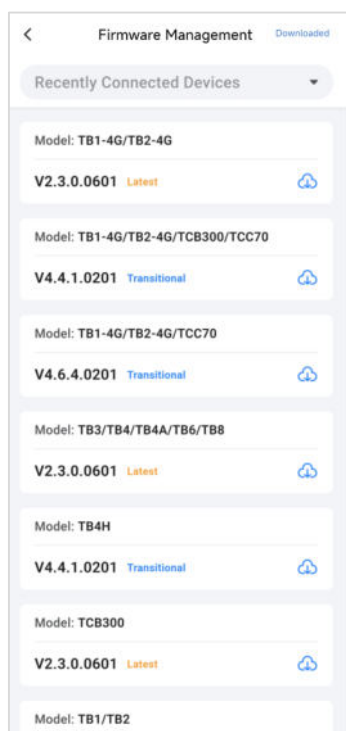 Firmware Management
Downloaded
Recently Connected Devices
Model: TB1-4G/TB2-4G
V2.3.0.0601 Latest
Model: TB1-4G/TB2-4G/TCB300/TCC70
V4.4.1.0201 Transitional
Model: TB1-4G/TB2-4G/TCC70
V4.6.4.0201 Transitional
Model: TB3/TB4/TB4A/TB6/TB8
V2.3.0.0601 Latest
Model: TB4H
V4.4.1.0201 Transitional
Model: TCB300
V2.3.0.0601 Latest
Model: TB1/TB2